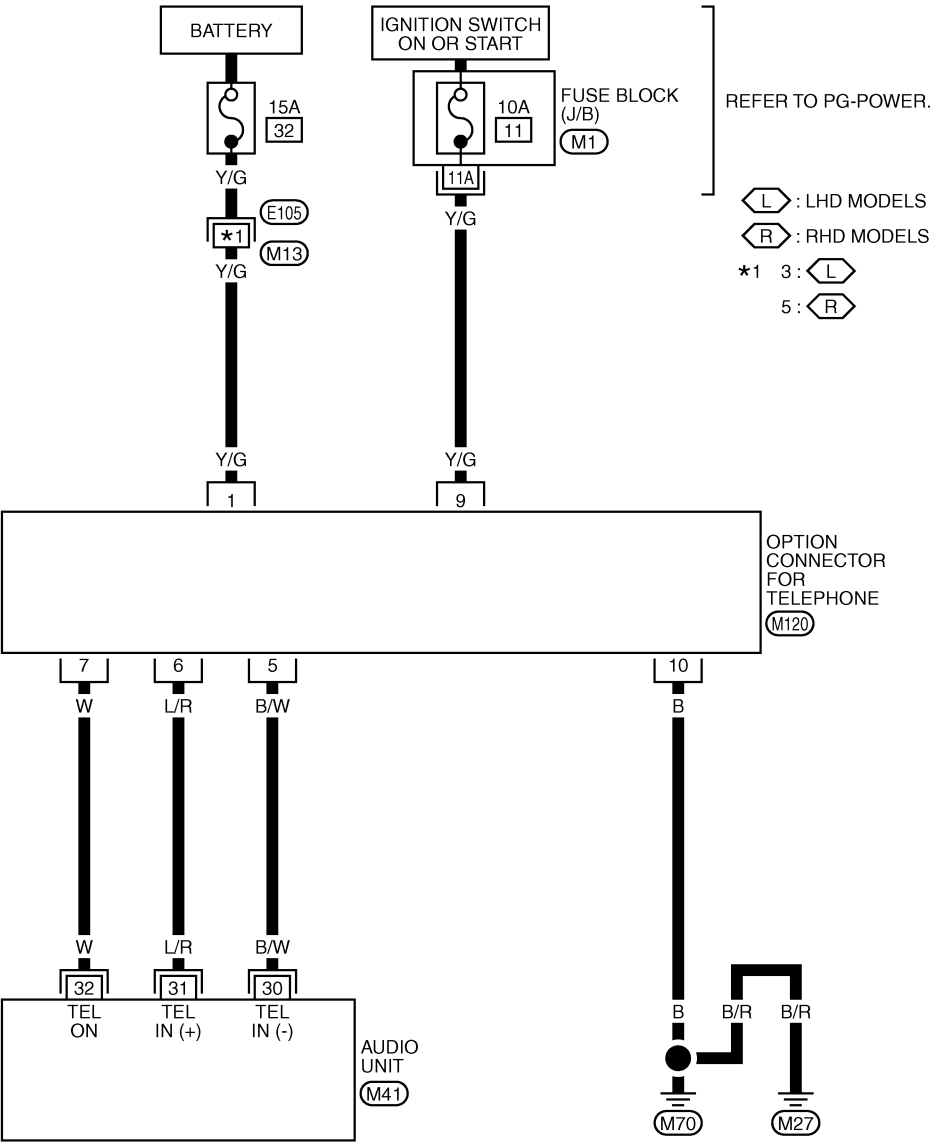 BATTERY
IGNITION SWITCH
ON OR START
15A
32
10A
11
FUSE BLOCK
(J/B)
M1
REFER TO PG-POWER.
11A
Y/G
Y/G
E105
*1
M13
Y/G
L : LHD MODELS
R : RHD MODELS
*1 3 : L
5 : R
Y/G
Y/G
1
9
OPTION
CONNECTOR
FOR
TELEPHONE
M120
7
6
5
10
W
L/R
B/W
B
W
L/R
B/W
32
31
30
TEL
ON
TEL
IN (+)
TEL
IN (-)
B
B/R
B/R
AUDIO
UNIT
M41
M70
M27